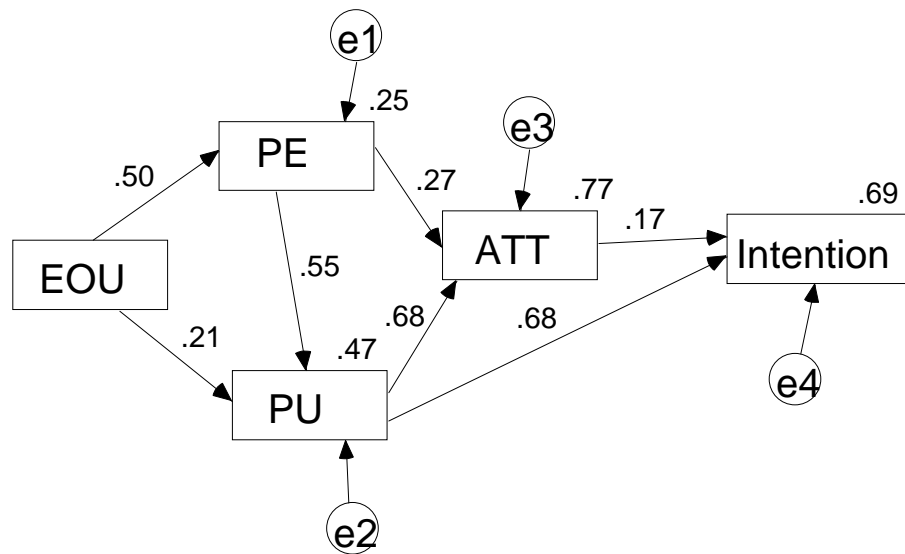 e1
.25
PE
e3
.50
.27
.77
.69
.17
ATT
Intention
EOU
.55
.21
.68
.68
.47
PU
e4
e2